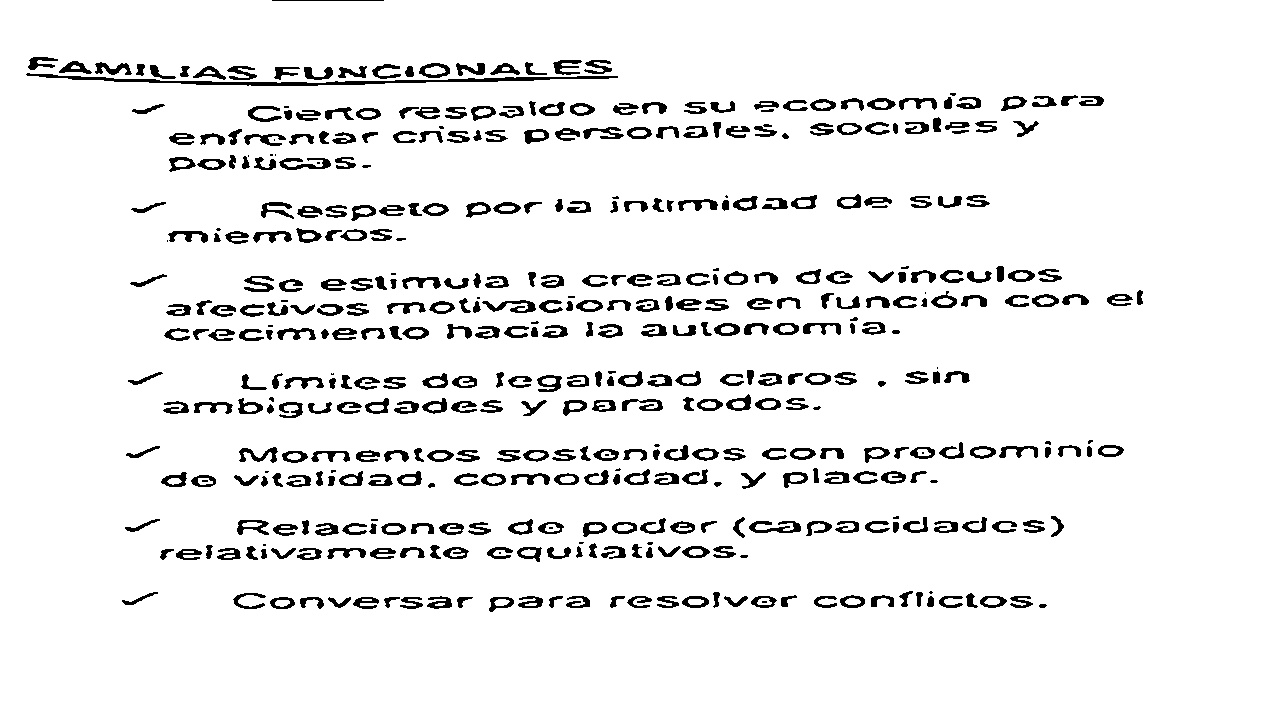 FAMILIAS FUNCIONALES
✓ Cierto respaldo en su economía para
enfrentar crisis personales, sociales y
políticas.
✓ Respeto por la intimidad de sus
miembros.
✓ Se estimula la creación de vínculos
afectivos motivacionales en función con el
crecimiento hacia la autonomía.
✓ Límites de legalidad claros , sin
ambiguedades y para todos.
✓ Momentos sostenidos con predominio
de vitalidad, comodidad, y placer.
✓ Relaciones de poder (capacidades)
relativamente equitativos.
✓ Conversar para resolver conflictos.